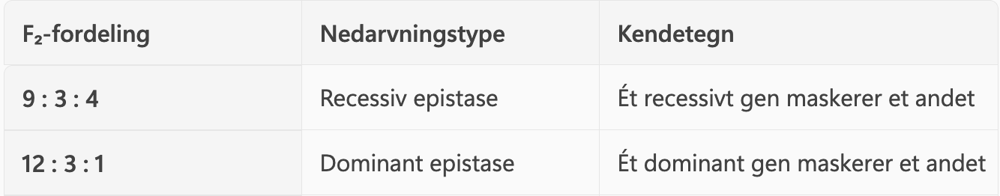 F₂-fordeling Nedarvningstype Kendetegn
9 : 3 : 4 Recessiv epistase Ét recessivt gen maskerer et andet
12 : 3 : 1 Dominant epistase Ét dominant gen maskerer et andet